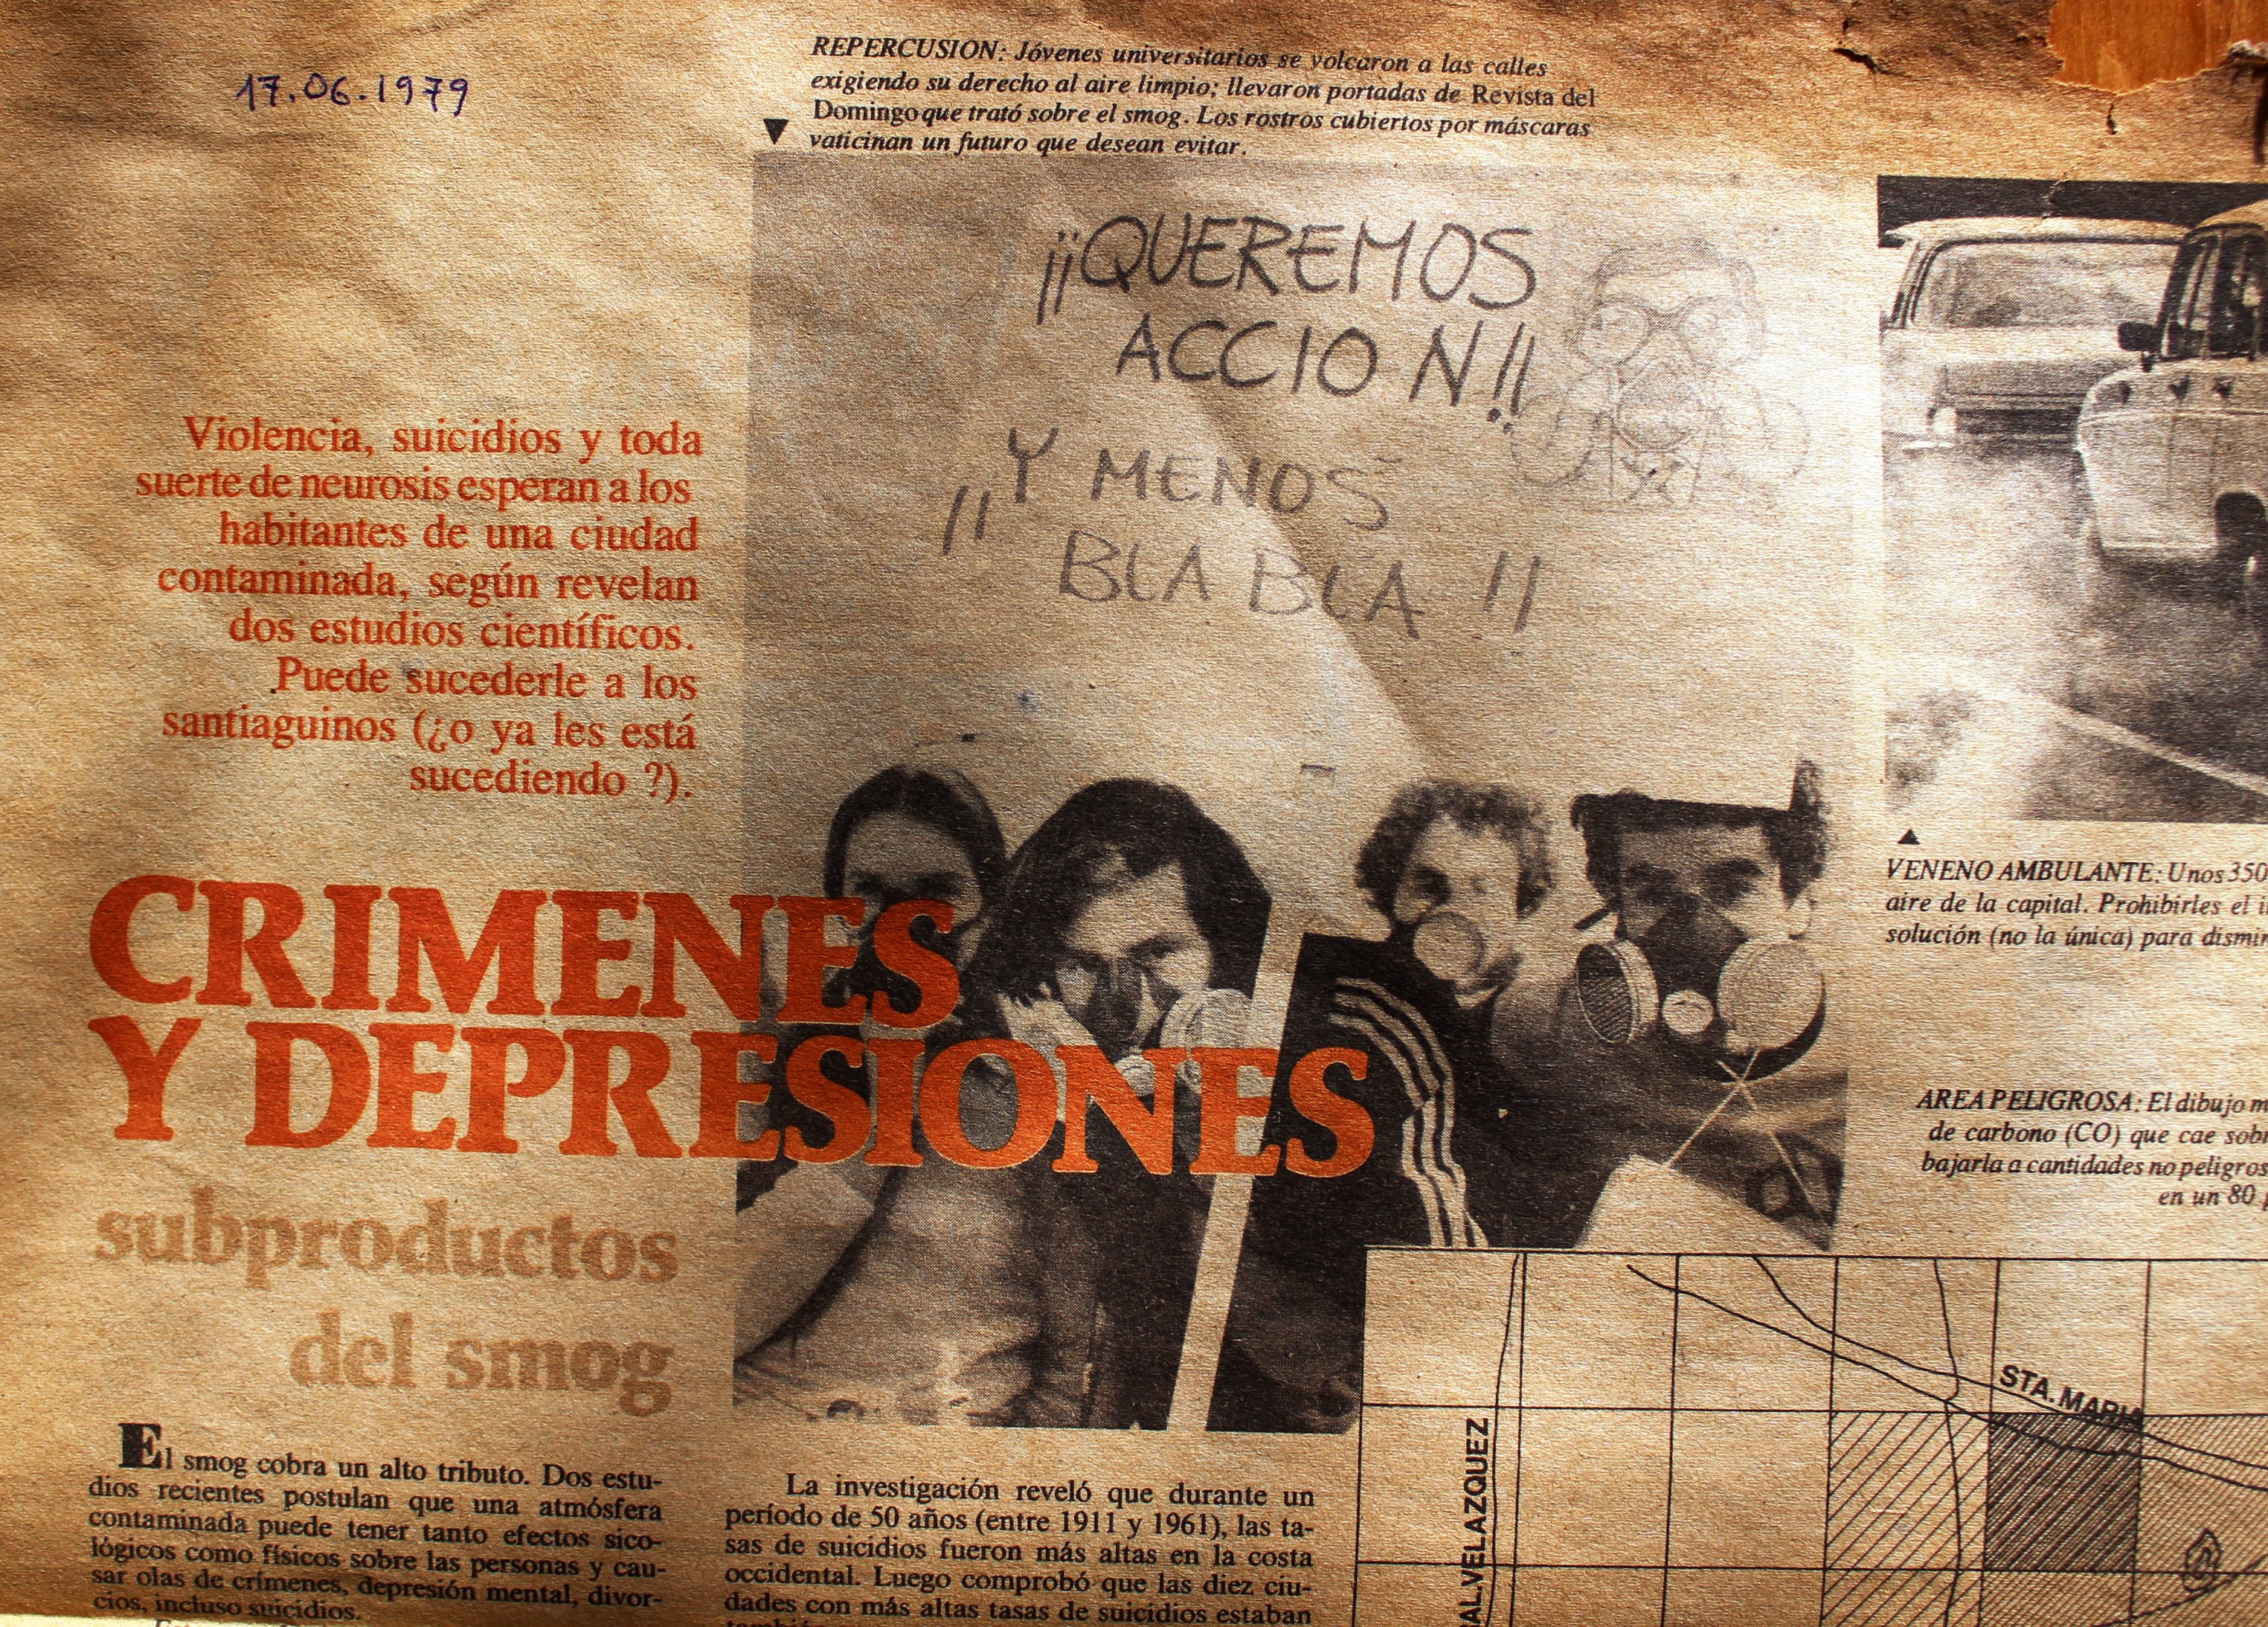 17.06.1979
REPERCUSION: Jóvenes universitarios se volcaron a las calles
exigiendo su derecho al aire limpio; llevaron portadas de Revista del
Domingo que trató sobre el smog. Los rostros cubiertos por máscaras
vaticinan un futuro que desean evitar.
¡¡QUEREMOS
ACCION!!
¡¡Y MENOS
BLA BLA !!
Violencia, suicidios y toda
suerte de neurosis esperan a los
habitantes de una ciudad
contaminada, según revelan
dos estudios científicos.
Puede sucederle a los
santiaguinos (¿o ya les está
sucediendo ?).
CRIMENES
Y DEPRESIONES
subproductos
del smog
El smog cobra un alto tributo. Dos estu-
dios recientes postulan que una atmósfera
contaminada puede tener tanto efectos sico-
lógicos como físicos sobre las personas y cau-
sar olas de crímenes, depresión mental, divor-
cios, incluso suicidios.
La investigación reveló que durante un
período de 50 años (entre 1911 y 1961), las ta-
sas de suicidios fueron más altas en la costa
occidental. Luego comprobó que las diez ciu-
dades con más altas tasas de suicidios estaban
VENENO AMBULANTE: Unos 350
aire de la capital. Prohibirles el
solución (no la única) para
AREA PELIGROSA: El dibujo
de carbono (CO) que cae
bajarla a cantidades no
en un 80
STA. MARIA
AL VELAZQUEZ